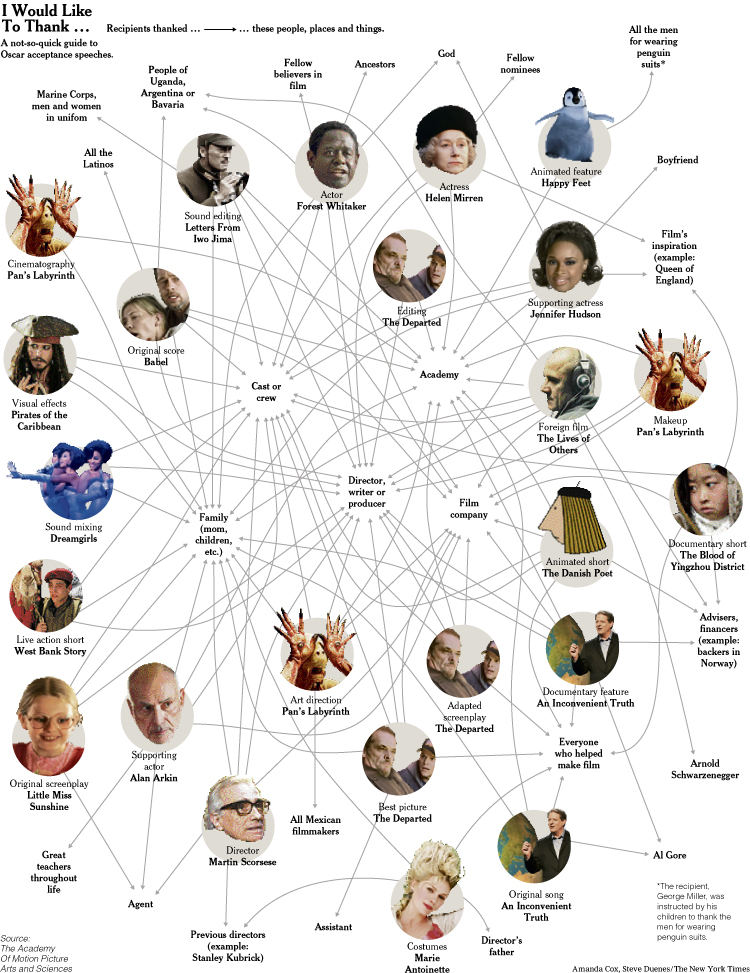 I Would Like
To Thank ...
Recipients thanked ... ... these people, places and things.
A not-so-quick guide to
Oscar acceptance speeches.
All the men
for wearing
penguin
suits*
God
Fellow
nominees
Fellow
believers in
film
Ancestors
People of
Uganda,
Argentina or
Bavaria
Marine Corps,
men and women
in uniform
All the
Latinos
Boyfriend
Animated feature
Happy Feet
Actress
Helen Mirren
Actor
Forest Whitaker
Sound editing
Letters From
Iwo Jima
Film's
inspiration
(example:
Queen of
England)
Cinematography
Pan's Labyrinth
Editing
The Departed
Supporting actress
Jennifer Hudson
Original score
Babel
Academy
Cast or
crew
Visual effects
Pirates of the
Caribbean
Foreign film
The Lives of
Others
Makeup
Pan's Labyrinth
Director,
writer or
producer
Film
company
Family
(mom,
children,
etc.)
Sound mixing
Dreamgirls
Animated short
The Danish Poet
Documentary short
The Blood of
Yingzhou District
Live action short
West Bank Story
Advisers,
financers
(example:
backers in
Norway)
Art direction
Pan's Labyrinth
Adapted
screenplay
The Departed
Documentary feature
An Inconvenient Truth
Everyone
who helped
make film
Original screenplay
Little Miss
Sunshine
Supporting
actor
Alan Arkin
Arnold
Schwarzenegger
Best picture
The Departed
All Mexican
filmmakers
Director
Martin Scorsese
Great
teachers
throughout
life
Al Gore
Agent
Original song
An Inconvenient
Truth
Assistant
Previous directors
(example:
Stanley Kubrick)
Costumes
Marie
Antoinette
Director's
father
*The recipient,
George Miller, was
instructed by his
children to thank the
men for wearing
penguin suits.
Source:
The Academy
Of Motion Picture
Arts and Sciences
Amanda Cox, Steve Duenes/The New York Times